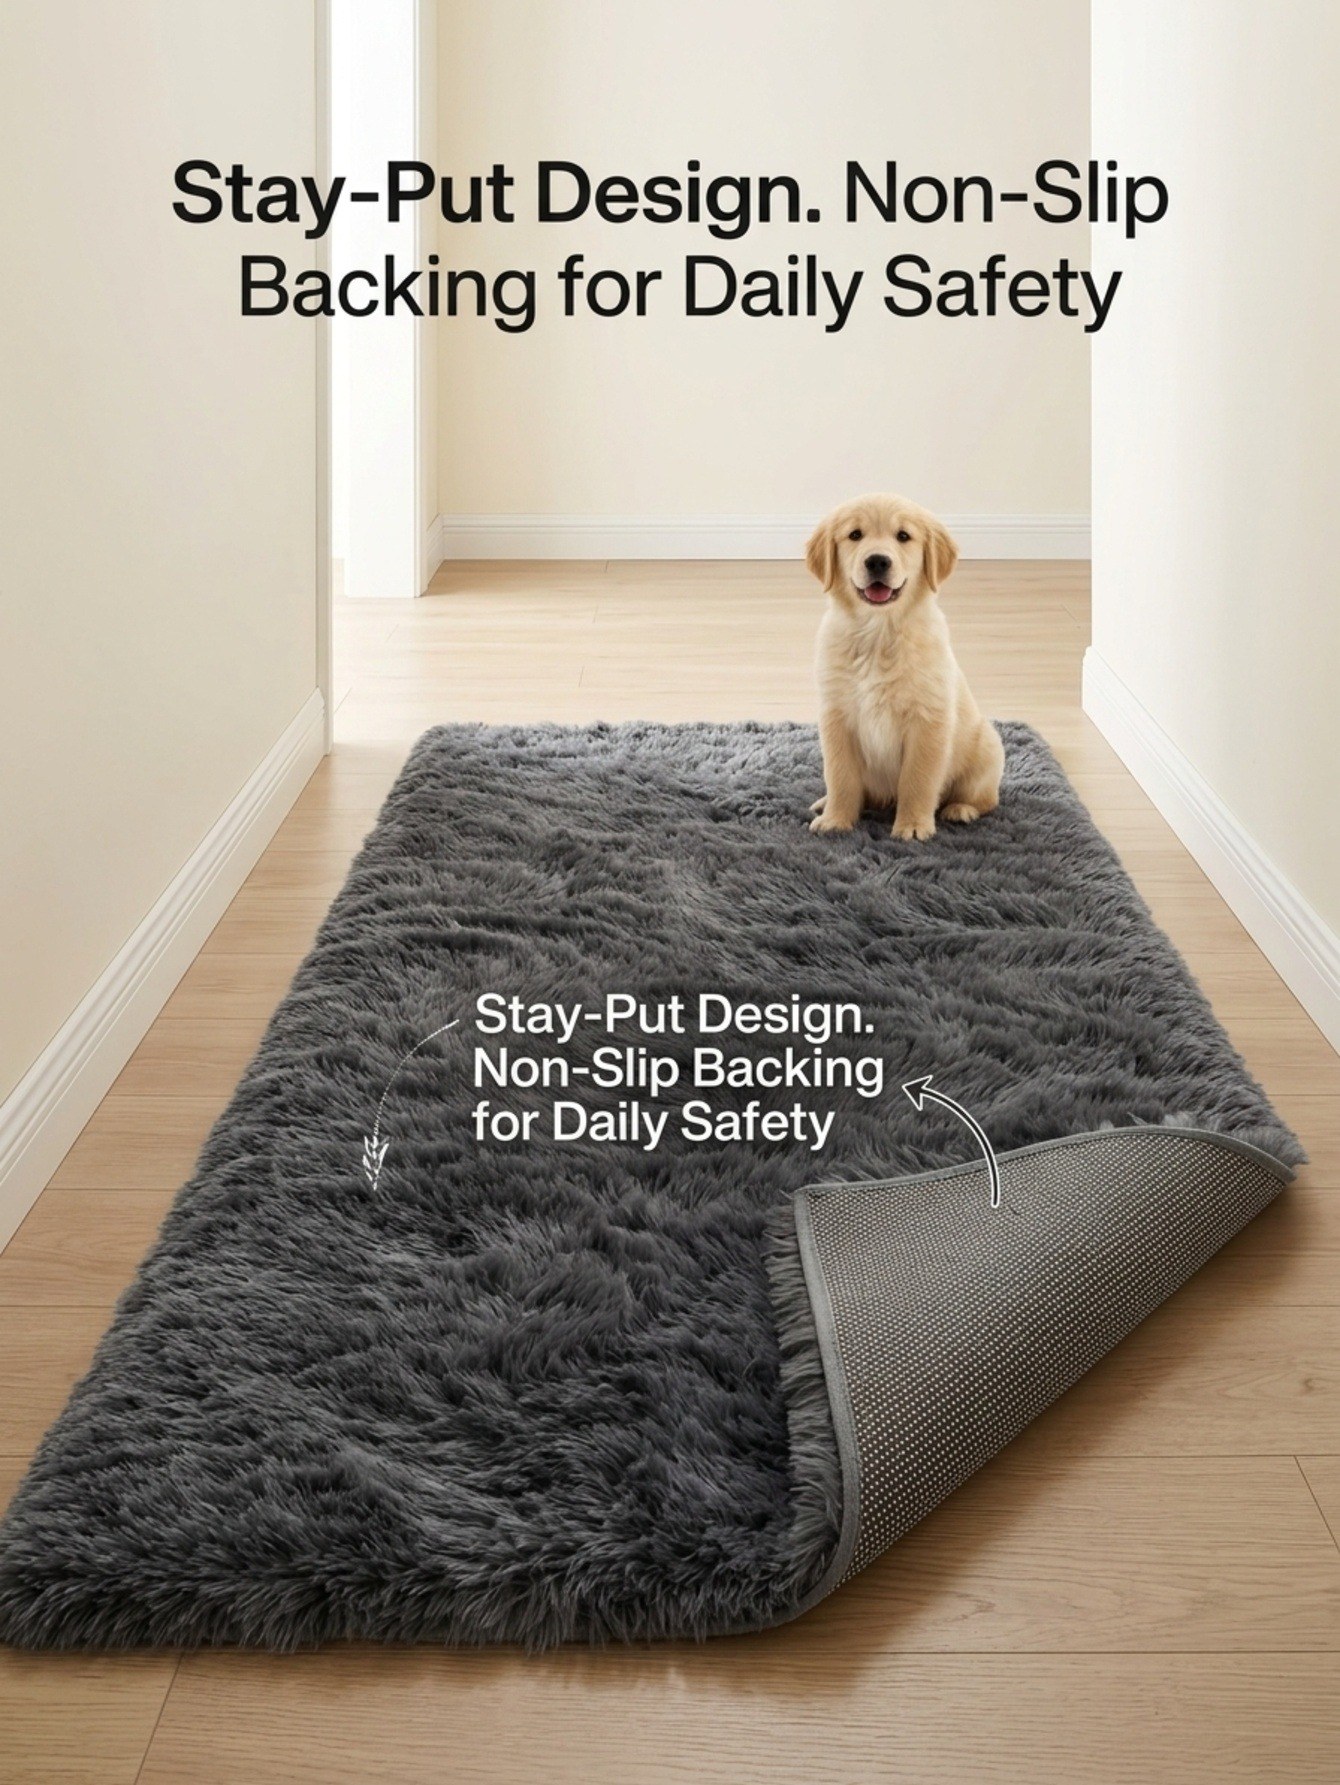 Stay-Put Design. Non-Slip
Backing for Daily Safety
Stay-Put Design.
Non-Slip Backing
for Daily Safety